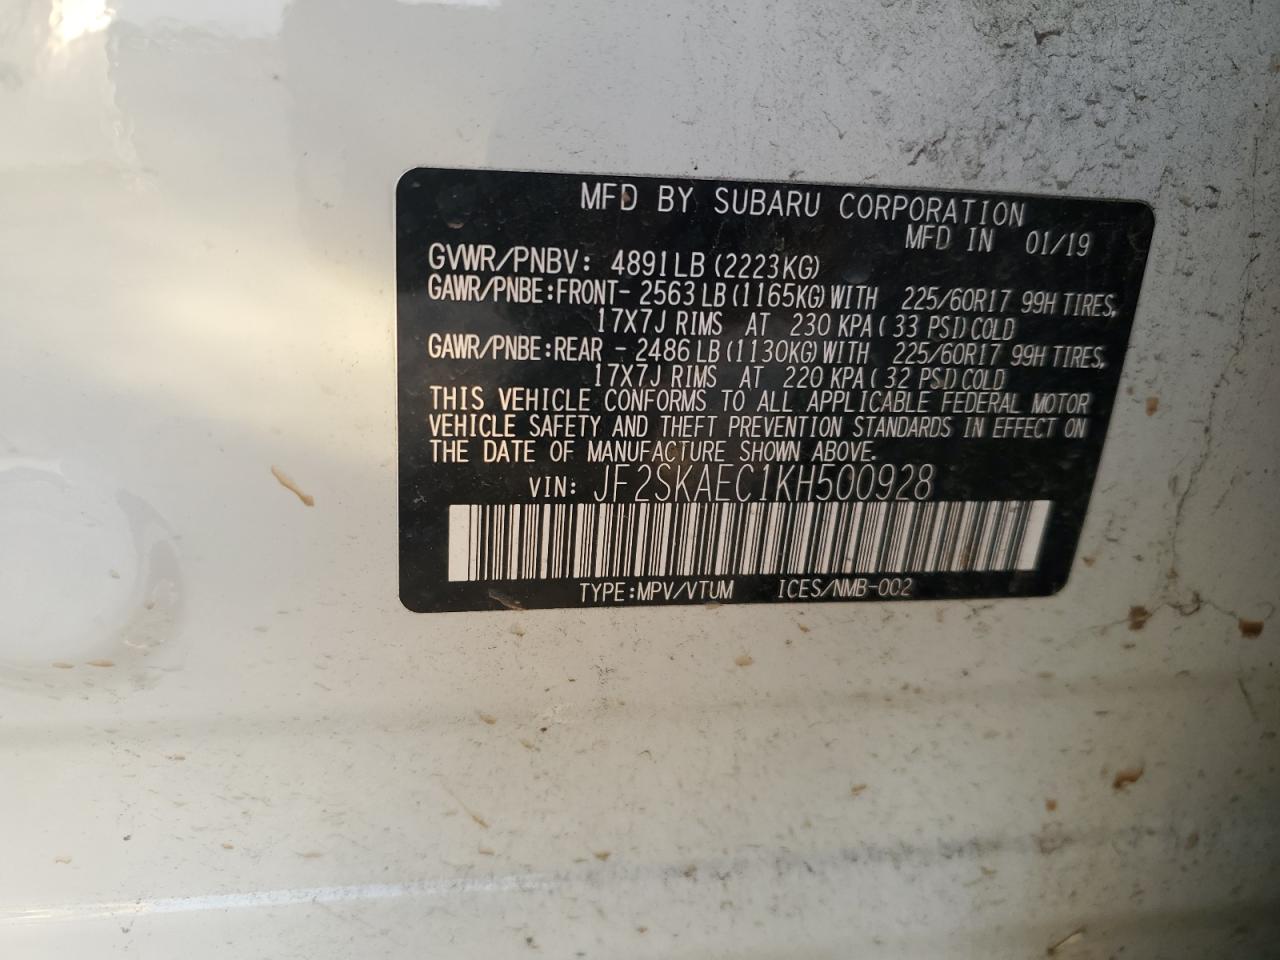 MFD BY SUBARU CORPORATION
MFD IN 01/19
GVWR/PNBV: 4891LB(2223KG)
GAWR/PNBE:FRONT- 2563LB(1165KG)WITH 225/60R17 99H TIRES,
17X7J RIMS AT 230 KPA( 33 PSI)COLD
GAWR/PNBE:REAR - 2486LB(1130KG)WITH 225/60R17 99H TIRES,
17X7J RIMS AT 220 KPA( 32 PSI)COLD
THIS VEHICLE CONFORMS TO ALL APPLICABLE FEDERAL MOTOR
VEHICLE SAFETY AND THEFT PREVENTION STANDARDS IN EFFECT ON
THE DATE OF MANUFACTURE SHOWN ABOVE.
VIN: JF2SKAEC1KH500928
TYPE:MPV/VTUM ICES/NMB-002